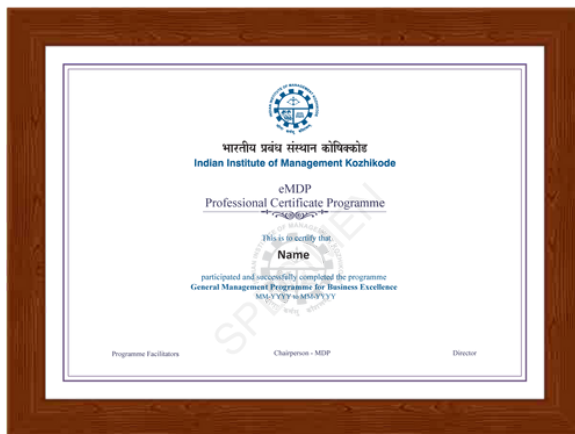 भारतीय प्रबंध संस्थान कोषिक्कोड
Indian Institute of Management Kozhikode
eMDP
Professional Certificate Programme
This is to certify that
Name
participated and successfully completed the programme
General Management Programme for Business Excellence
MM-YYYY to MM-YYYY
SPECIMEN
Programme Facilitators
Chairperson - MDP
Director